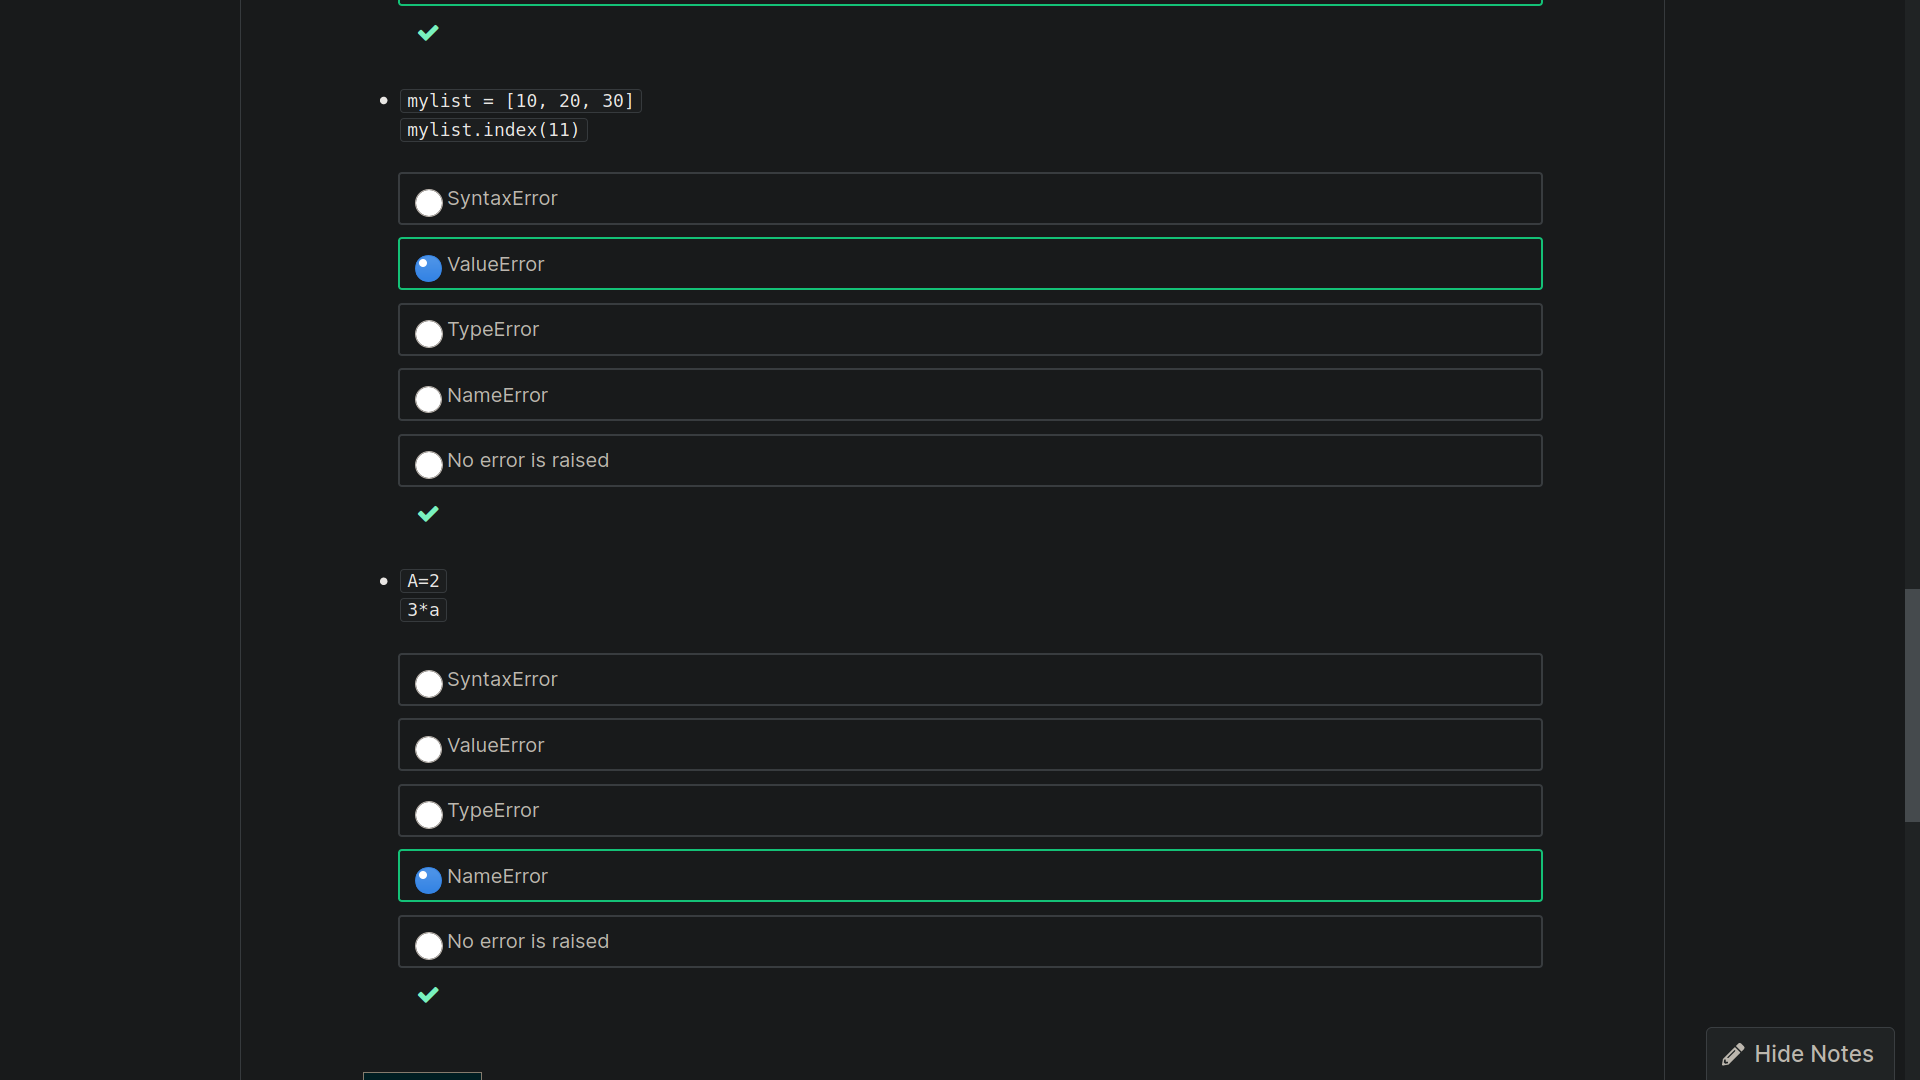 mylist = [10, 20, 30]
mylist.index(11)
SyntaxError
ValueError
TypeError
NameError
No error is raised
A=2
3*a
SyntaxError
ValueError
TypeError
NameError
No error is raised
Hide Notes